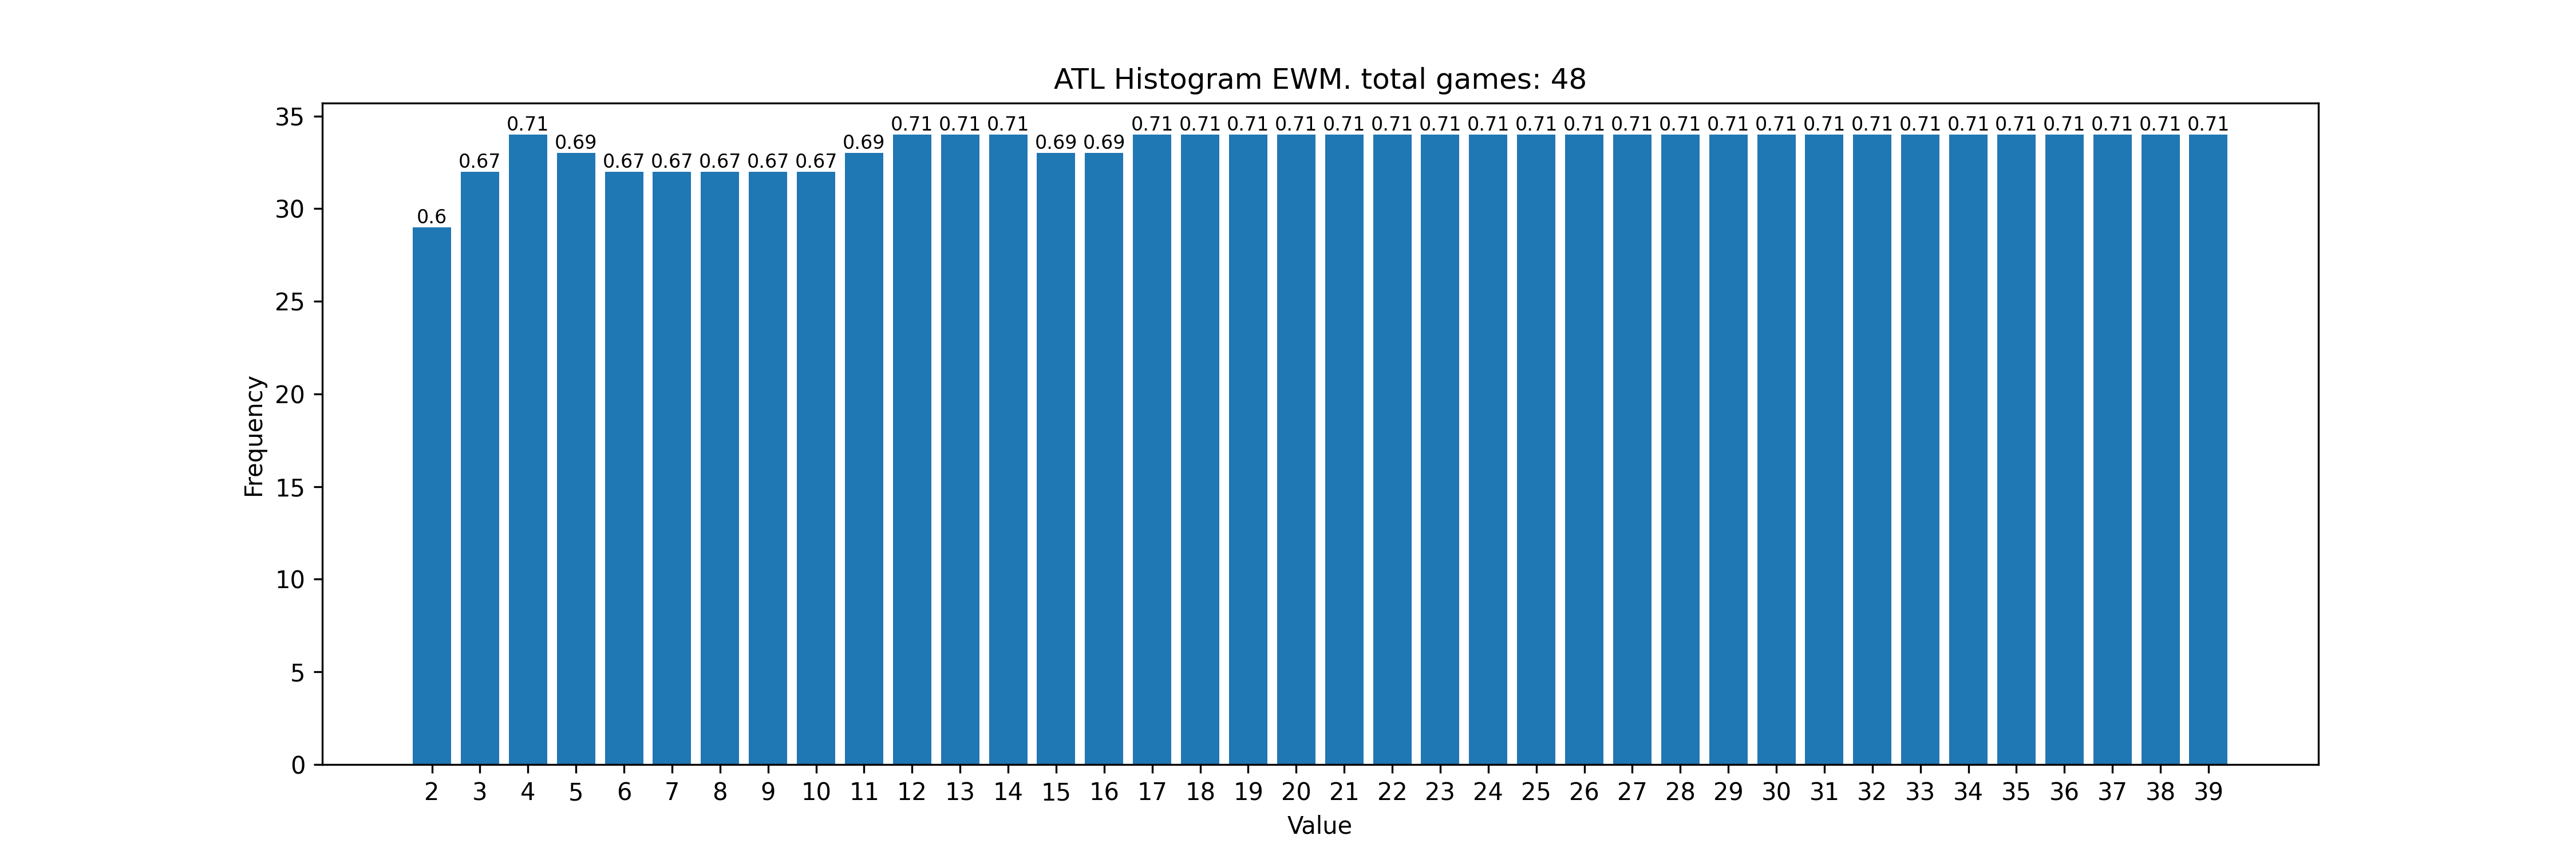 ATL Histogram EWM. total games: 48
35
30
25
20
15
10
5
0
Frequency
0.6 0.67 0.71 0.69 0.67 0.67 0.67 0.67 0.67 0.69 0.71 0.71 0.71 0.69 0.69 0.71 0.71 0.71 0.71 0.71 0.71 0.71 0.71 0.71 0.71 0.71 0.71 0.71 0.71 0.71 0.71 0.71 0.71 0.71 0.71 0.71 0.71 0.71
2 3 4 5 6 7 8 9 10 11 12 13 14 15 16 17 18 19 20 21 22 23 24 25 26 27 28 29 30 31 32 33 34 35 36 37 38 39
Value